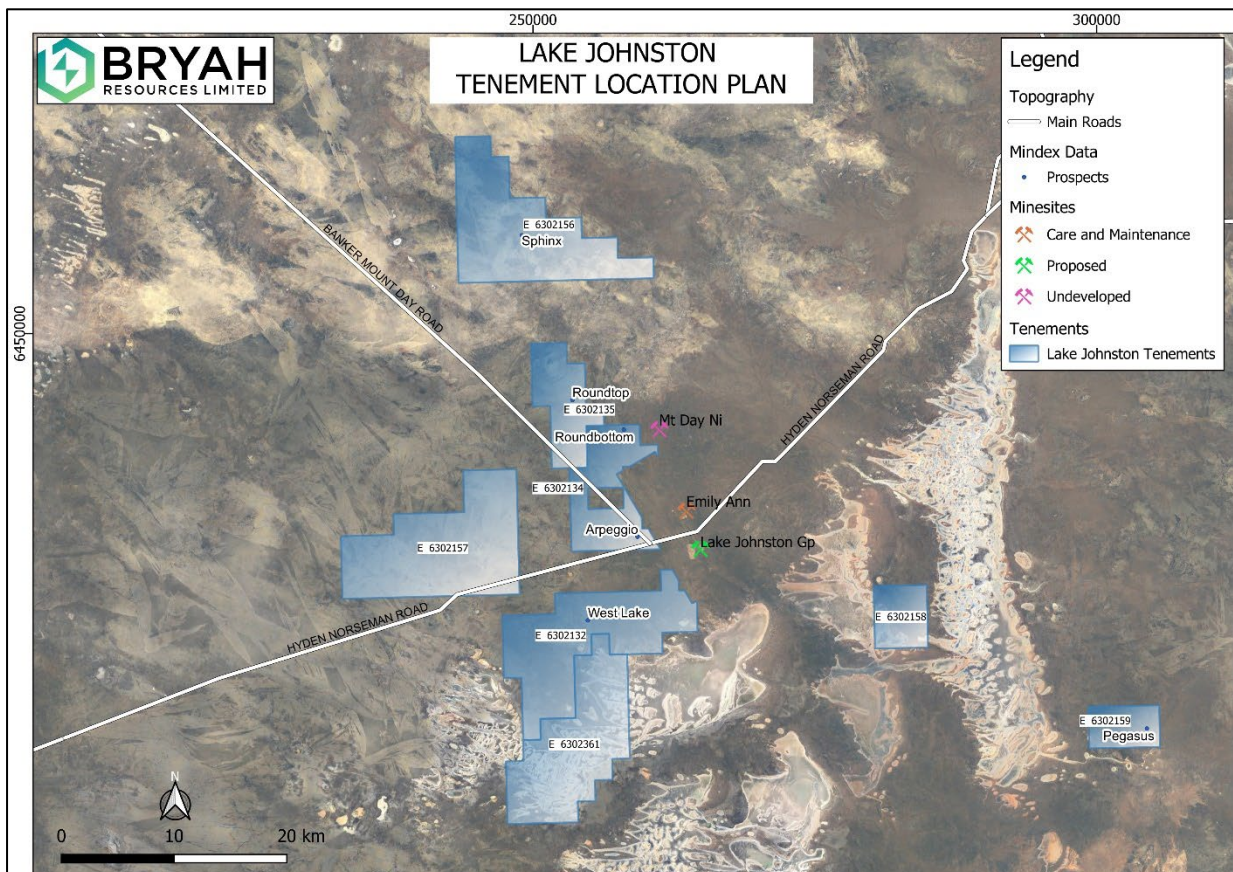 250000
300000
BRYAH
RESOURCES LIMITED
LAKE JOHNSTON
TENEMENT LOCATION PLAN
Legend
Topography
Main Roads
Mindex Data
Prospects
Minesites
Care and Maintenance
Proposed
Undeveloped
Tenements
Lake Johnston Tenements
6450000
BANKER MOUNT DAY ROAD
E 6302156
Sphinx
HYDEN NORSEMAN ROAD
Roundtop
E 6302135
Mt Day Ni
Roundbottom
E 6302134
Emily Ann
Arpeggio
Lake Johnston Gp
E 6302157
HYDEN NORSEMAN ROAD
West Lake
E 6302132
E 6302158
E 6302361
E 6302159
Pegasus
N
0 10 20 km